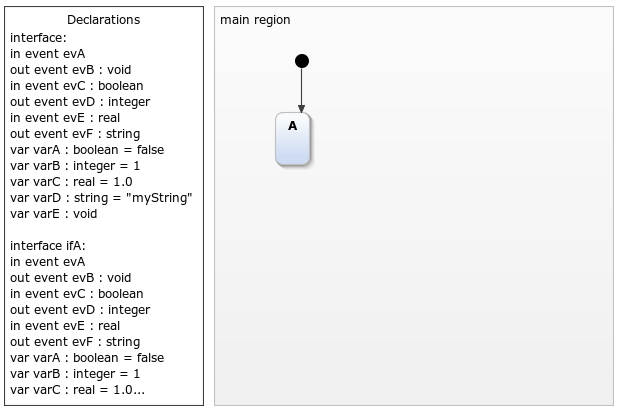 Declarations
interface:
in event evA
out event evB : void
in event evC : boolean
out event evD : integer
in event evE : real
out event evF : string
var varA : boolean = false
var varB : integer = 1
var varC : real = 1.0
var varD : string = "myString"
var varE : void
interface ifA:
in event evA
out event evB : void
in event evC : boolean
out event evD : integer
in event evE : real
out event evF : string
var varA : boolean = false
var varB : integer = 1
var varC : real = 1.0...
main region
A